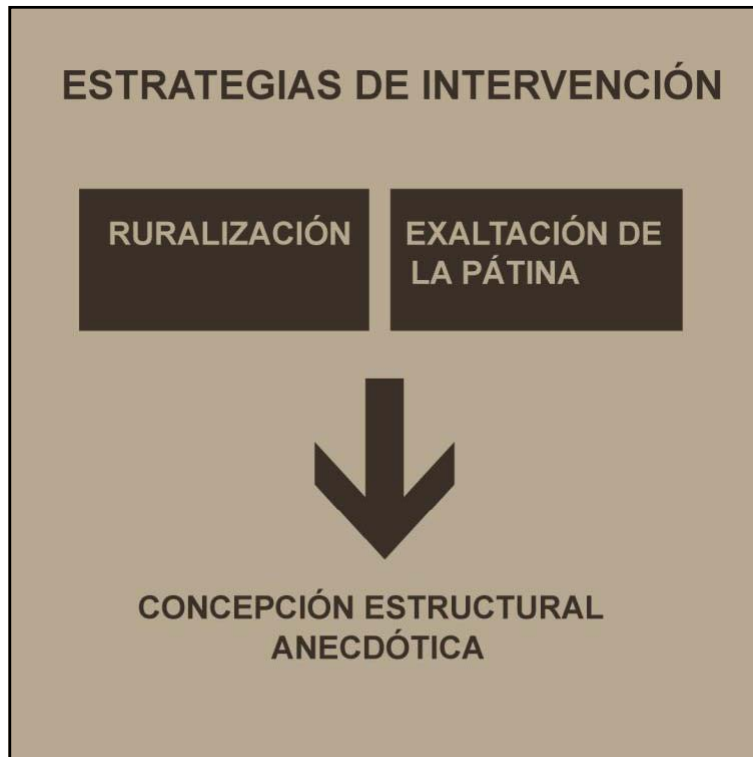 ESTRATEGIAS DE INTERVENCIÓN
RURALIZACIÓN
EXALTACIÓN DE
LA PÁTINA
CONCEPCIÓN ESTRUCTURAL
ANECDÓTICA